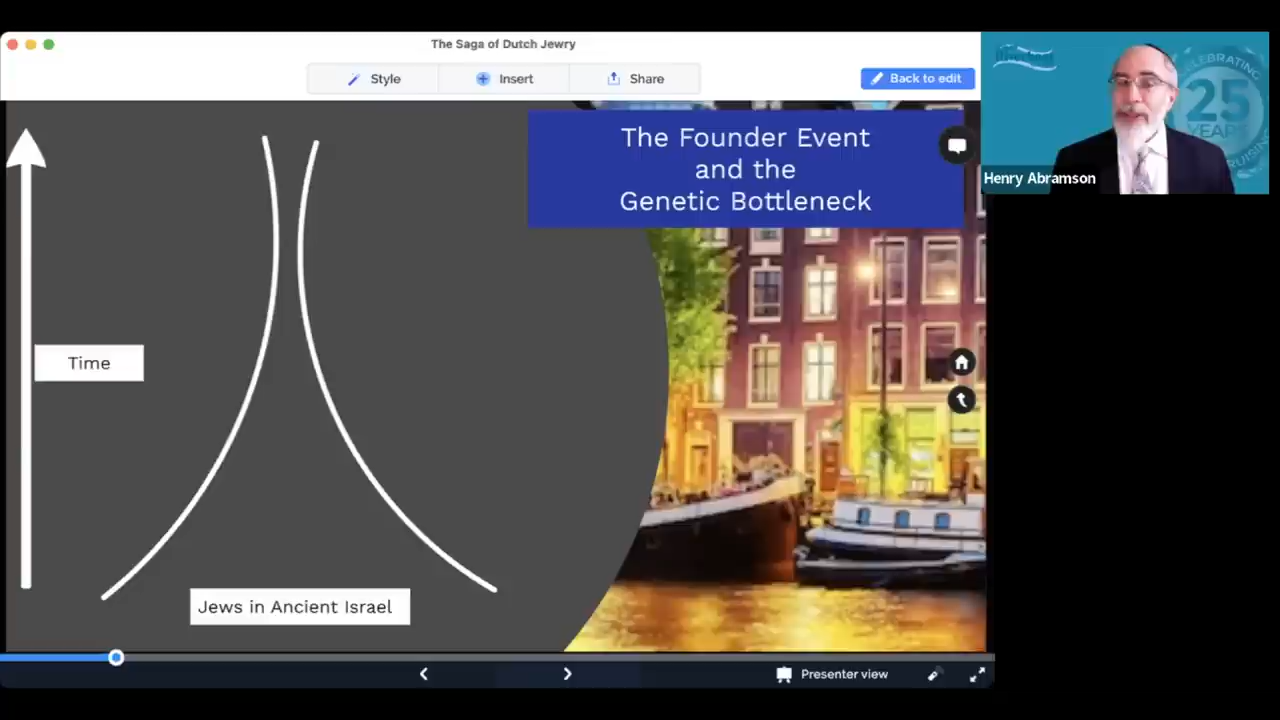 The Saga of Dutch Jewry
Style
Insert
Share
Back to edit
The Founder Event
and the
Genetic Bottleneck
CELEBRATING
25
YEARS
CRUISING
Henry Abramson
Time
Jews in Ancient Israel
Presenter view